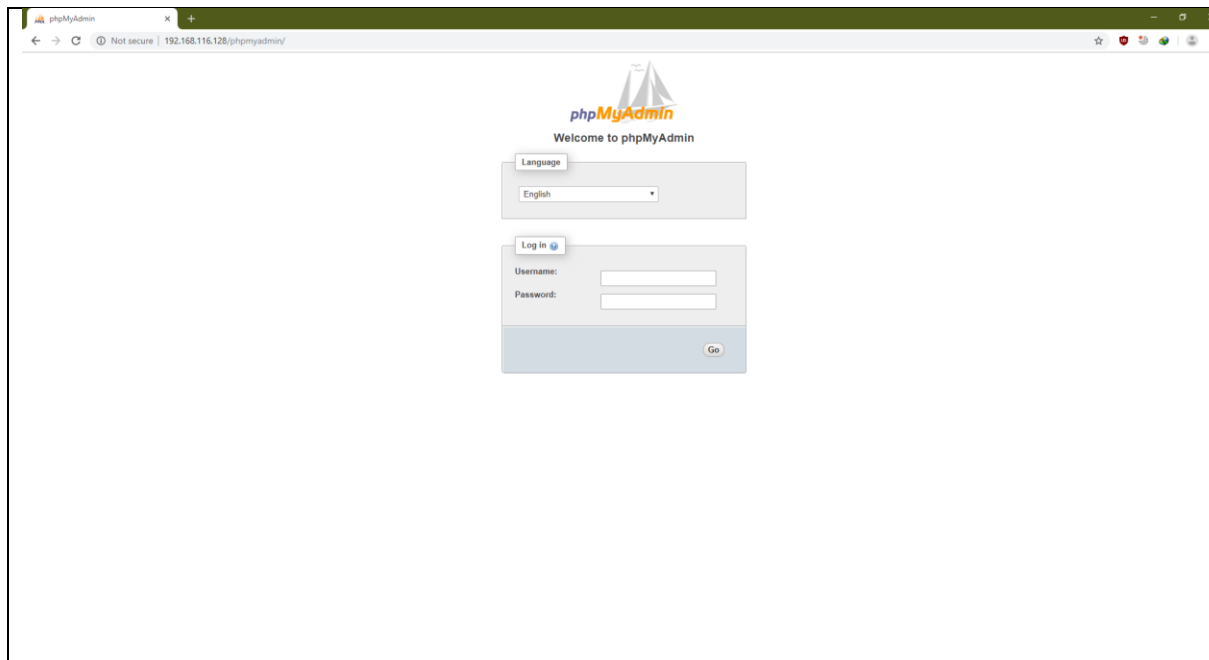 phpMyAdmin
Not secure | 192.168.116.128/phpmyadmin/
phpMyAdmin
Welcome to phpMyAdmin
Language
English
Log in
Username:
Password:
Go